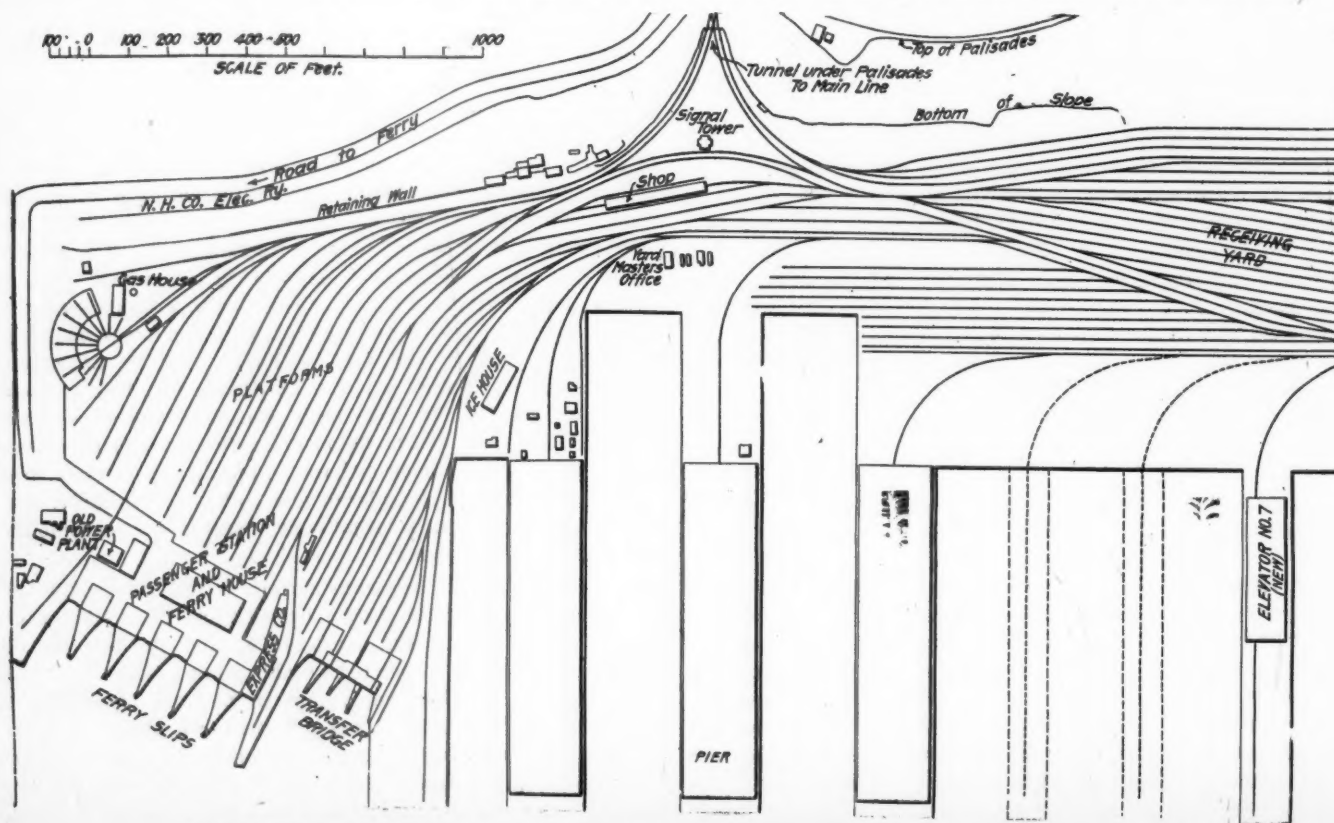 100 0 100 200 300 400 500 1000
SCALE OF Feet.
Top of Palisades
Tunnel under Palisades
To Main Line
Bottom of Slope
Signal
Tower
Road to Ferry
N. H. CO. Elec. Ry.
Retaining Wall
Shop
RECEIVING
YARD
Yard
Masters
Office
Gas House
PLATFORMS
ICE HOUSE
OLD
POWER
PLANT
PASSENGER STATION
AND
FERRY HOUSE
ELEVATOR NO.7
(NEW)
EXPRESS CO.
FERRY SLIPS
TRANSFER
BRIDGE
PIER